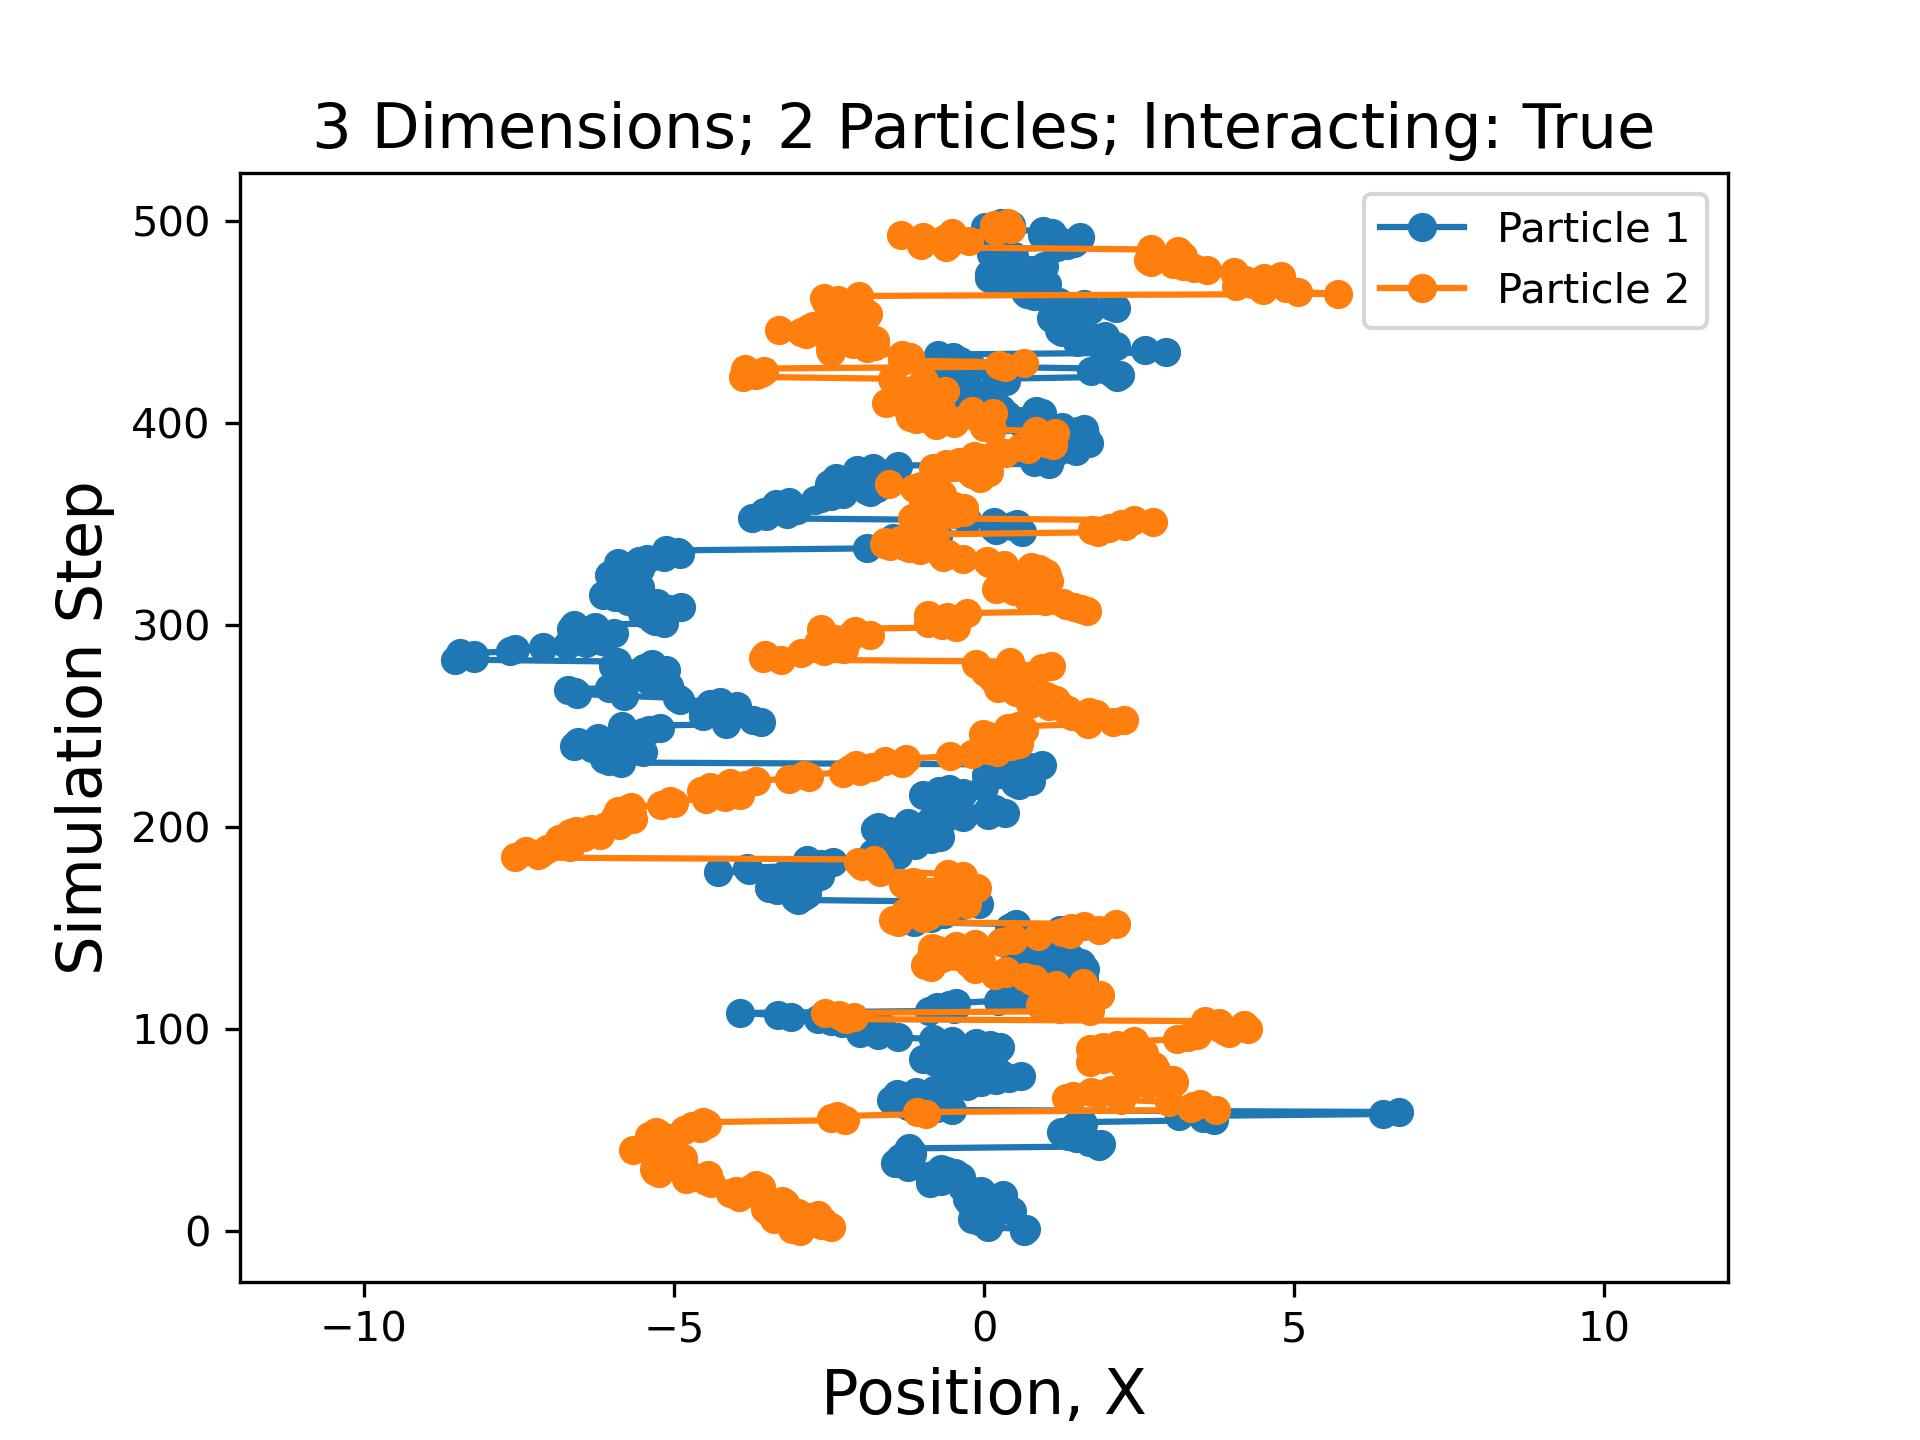 3 Dimensions; 2 Particles; Interacting: True
Particle 1
Particle 2
Simulation Step
500
400
300
200
100
0
−10
−5
0
5
10
Position, X